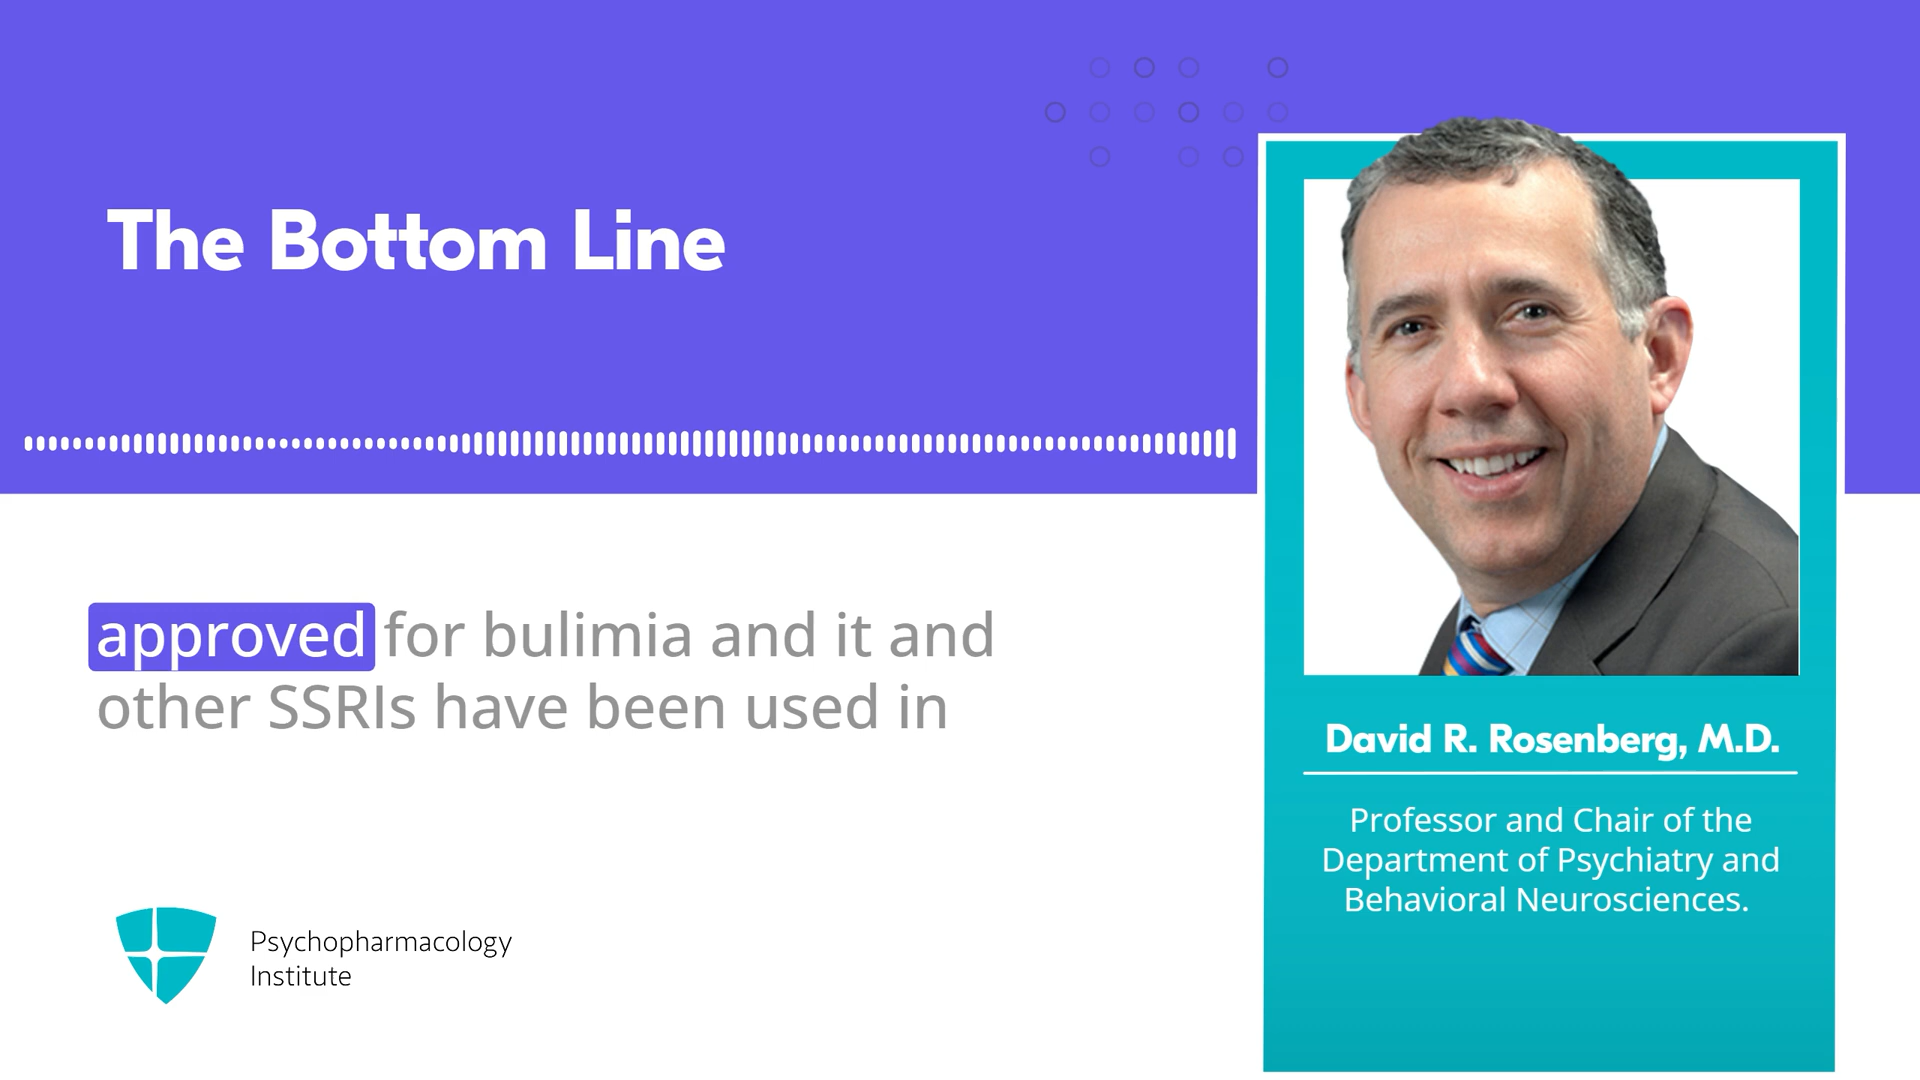 The Bottom Line
approved for bulimia and it and
other SSRIs have been used in
Psychopharmacology
Institute
David R. Rosenberg, M.D.
Professor and Chair of the
Department of Psychiatry and
Behavioral Neurosciences.